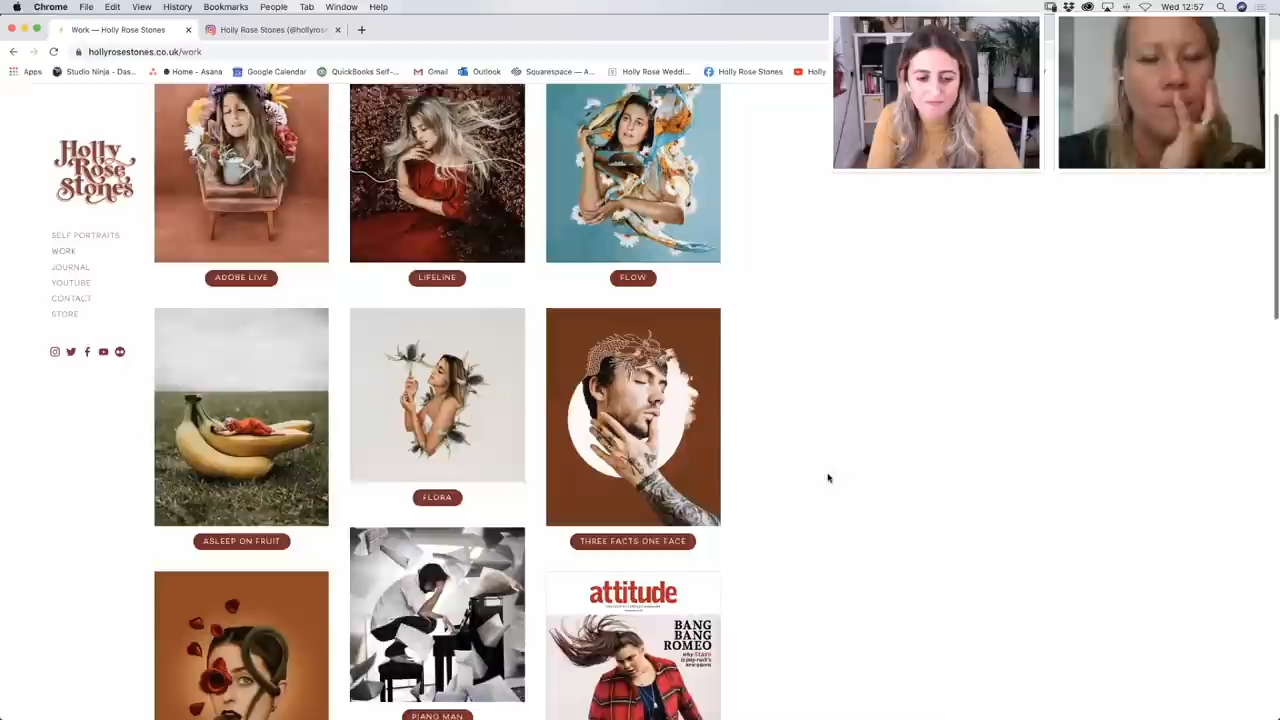 Chrome File Edit View History Bookmarks People Tab Window Help
Wed 12:57
Work — Holly Rose Stones
Holly Rose Stones (@hollyros
hollyrosestones.co.uk/work
Apps
Studio Ninja - Das...
Home - Asana
Google Calendar
QuickBooks Self-...
Gmail
Outlook
Squarespace — A...
Holly Rose Weddi...
Holly Rose Stones
Holly
Holly
Rose
Stones
SELF PORTRAITS
WORK
JOURNAL
YOUTUBE
CONTACT
STORE
ADOBE LIVE
LIFELINE
FLOW
ASLEEP ON FRUIT
FLORA
THREE FACTS ONE FACE
PIANO MAN
attitude
BANG
BANG
ROMEO